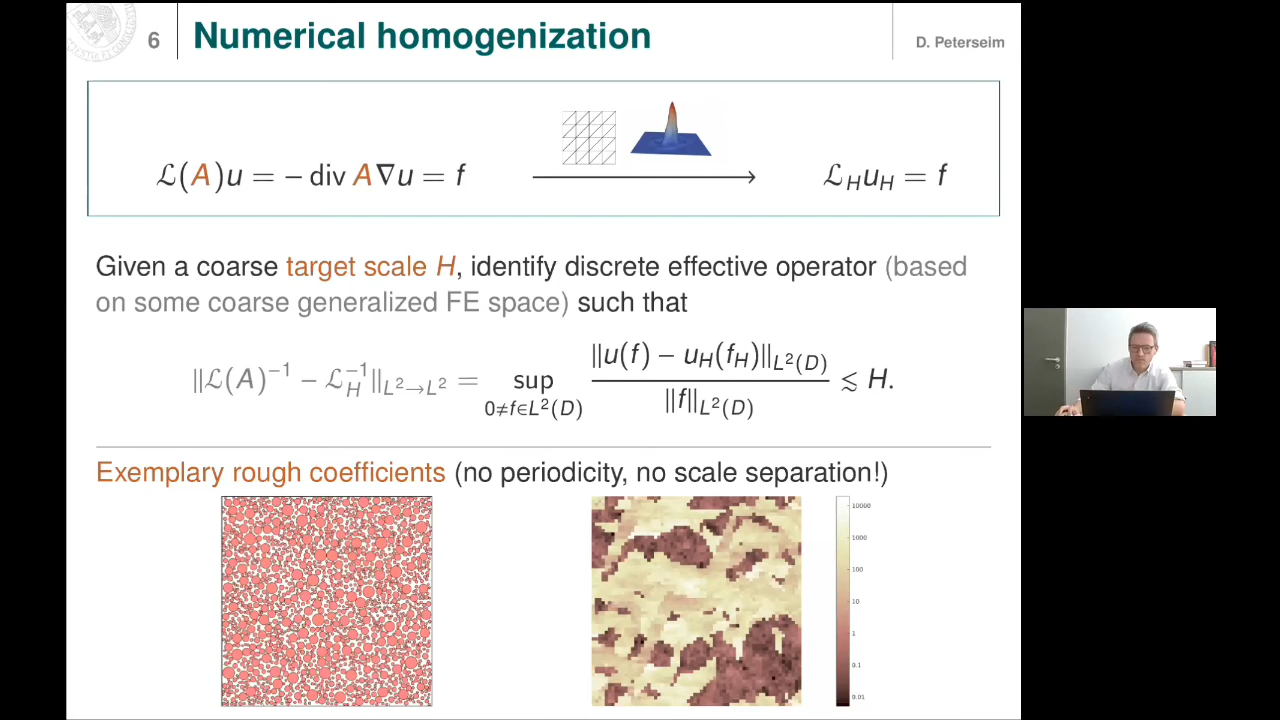 6
Numerical homogenization
D. Peterseim
ℒ(A)u = − div A∇u = f
ℒ_H u_H = f
Given a coarse target scale H, identify discrete effective operator (based
on some coarse generalized FE space) such that
‖ℒ(A)⁻¹ − ℒ_H⁻¹‖_{L²→L²} = sup_{0≠f∈L²(D)} ‖u(f) − u_H(f_H)‖_{L²(D)} / ‖f‖_{L²(D)} ≲ H.
Exemplary rough coefficients (no periodicity, no scale separation!)
10000
1000
100
10
1
0.1
0.01